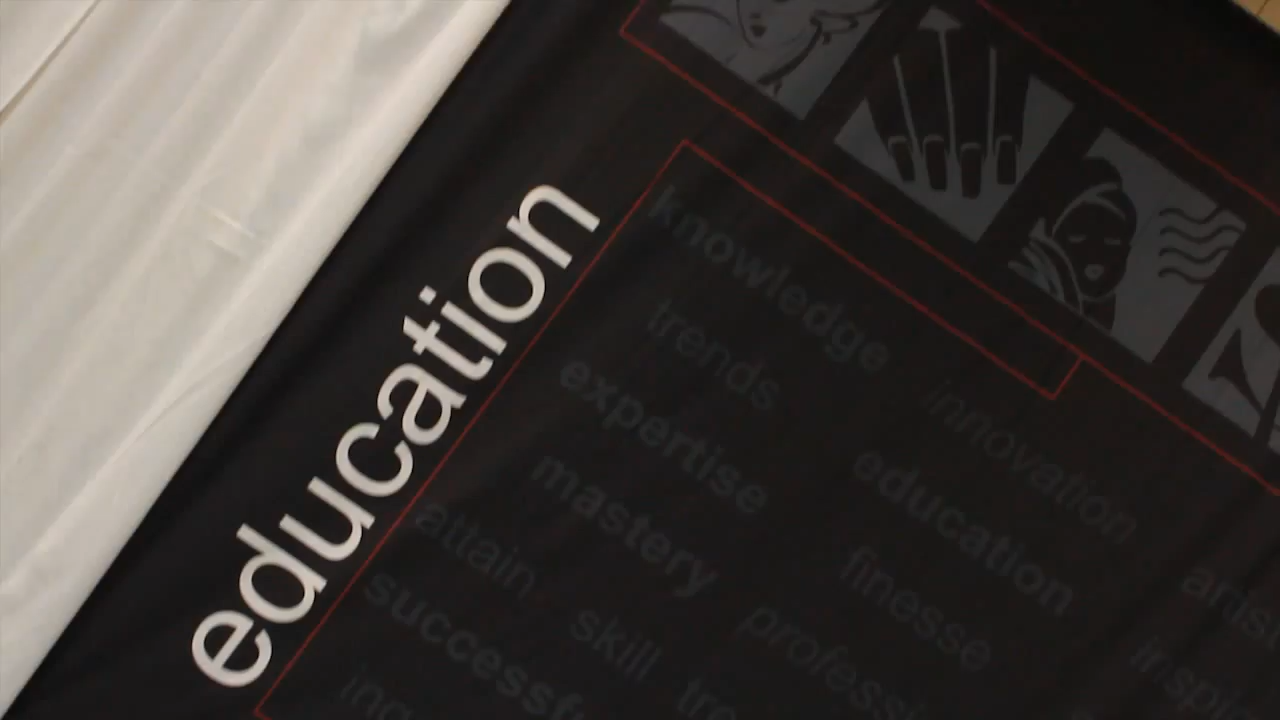 education
knowledge
trends innovation
expertise education
mastery finesse
attain skill